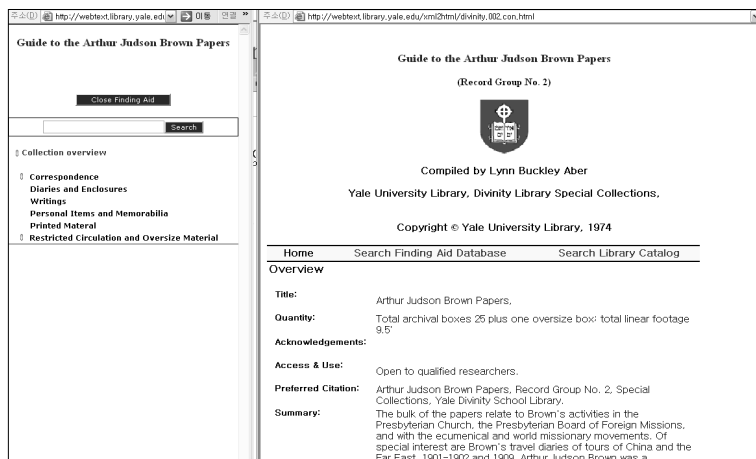 주소(D) http://webtext.library.yale.edu 이동 연결 »
Guide to the Arthur Judson Brown Papers
Close Finding Aid
Search
Collection overview
Correspondence
Diaries and Enclosures
Writings
Personal Items and Memorabilia
Printed Materal
Restricted Circulation and Oversize Material
주소(D) http://webtext.library.yale.edu/xml2html/divinity.002.con.html
Guide to the Arthur Judson Brown Papers
(Record Group No. 2)
Compiled by Lynn Buckley Aber
Yale University Library, Divinity Library Special Collections,
Copyright © Yale University Library, 1974
Home Search Finding Aid Database Search Library Catalog
Overview
Title: Arthur Judson Brown Papers,
Quantity: Total archival boxes 25 plus one oversize box: total linear footage
9.5'
Acknowledgements:
Access & Use: Open to qualified researchers.
Preferred Citation: Arthur Judson Brown Papers, Record Group No. 2, Special
Collections, Yale Divinity School Library.
Summary: The bulk of the papers relate to Brown's activities in the
Presbyterian Church, the Presbyterian Board of Foreign Missions,
and with the ecumenical and world missionary movements. Of
special interest are Brown's travel diaries of tours of China and the
Far East, 1901-1902 and 1909. Arthur Judson Brown was a